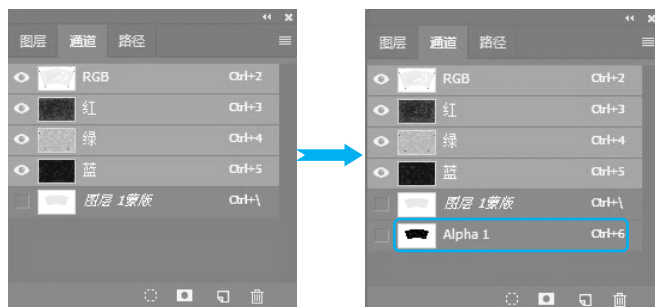 图层 通道 路径
RGB Ctrl+2
红 Ctrl+3
绿 Ctrl+4
蓝 Ctrl+5
图层 1蒙版 Ctrl+\
图层 通道 路径
RGB Ctrl+2
红 Ctrl+3
绿 Ctrl+4
蓝 Ctrl+5
图层 1蒙版 Ctrl+\
Alpha 1 Ctrl+6